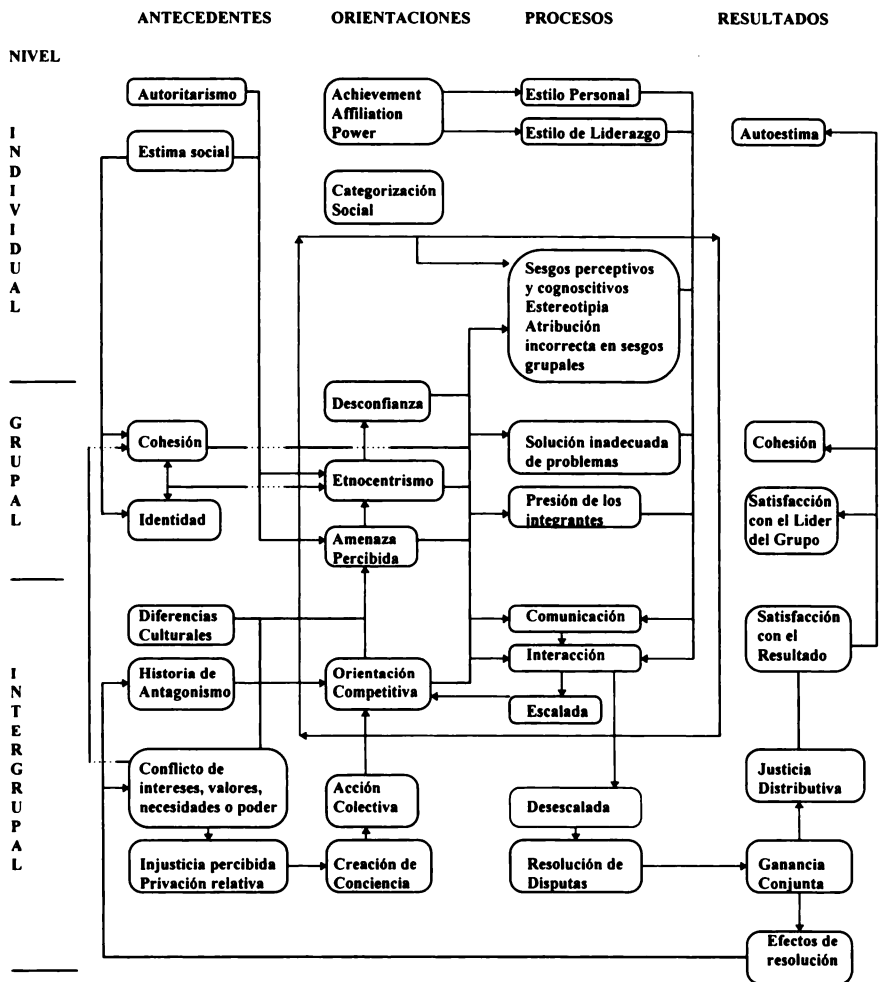 ANTECEDENTES ORIENTACIONES PROCESOS RESULTADOS
NIVEL
INDIVIDUAL
Autoritarismo
Estima social
Achievement
Affiliation
Power
Categorización
Social
Estilo Personal
Estilo de Liderazgo
Sesgos perceptivos
y cognoscitivos
Estereotipia
Atribución
incorrecta en sesgos
grupales
Autoestima
GRUPAL
Cohesión
Identidad
Desconfianza
Etnocentrismo
Amenaza
Percibida
Solución inadecuada
de problemas
Presión de los
integrantes
Cohesión
Satisfacción
con el Lider
del Grupo
INTERGRUPAL
Diferencias
Culturales
Historia de
Antagonismo
Conflicto de
intereses, valores,
necesidades o poder
Injusticia percibida
Privación relativa
Orientación
Competitiva
Acción
Colectiva
Creación de
Conciencia
Comunicación
Interacción
Escalada
Desescalada
Resolución de
Disputas
Satisfacción
con el
Resultado
Justicia
Distributiva
Ganancia
Conjunta
Efectos de
resolución